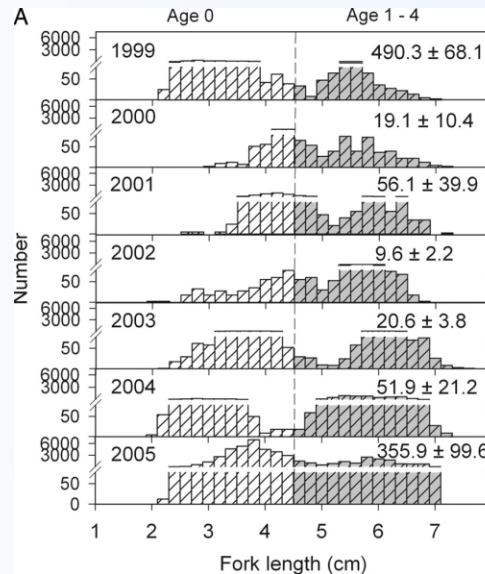 A
Age 0 Age 1 - 4
6000
3000
50
1999
490.3 ± 68.1
6000
3000
50
2000
19.1 ± 10.4
6000
3000
50
2001
56.1 ± 39.9
6000
3000
50
2002
9.6 ± 2.2
6000
3000
50
2003
20.6 ± 3.8
6000
3000
50
2004
51.9 ± 21.2
6000
3000
50
0
2005
355.9 ± 99.6
Number
1 2 3 4 5 6 7
Fork length (cm)